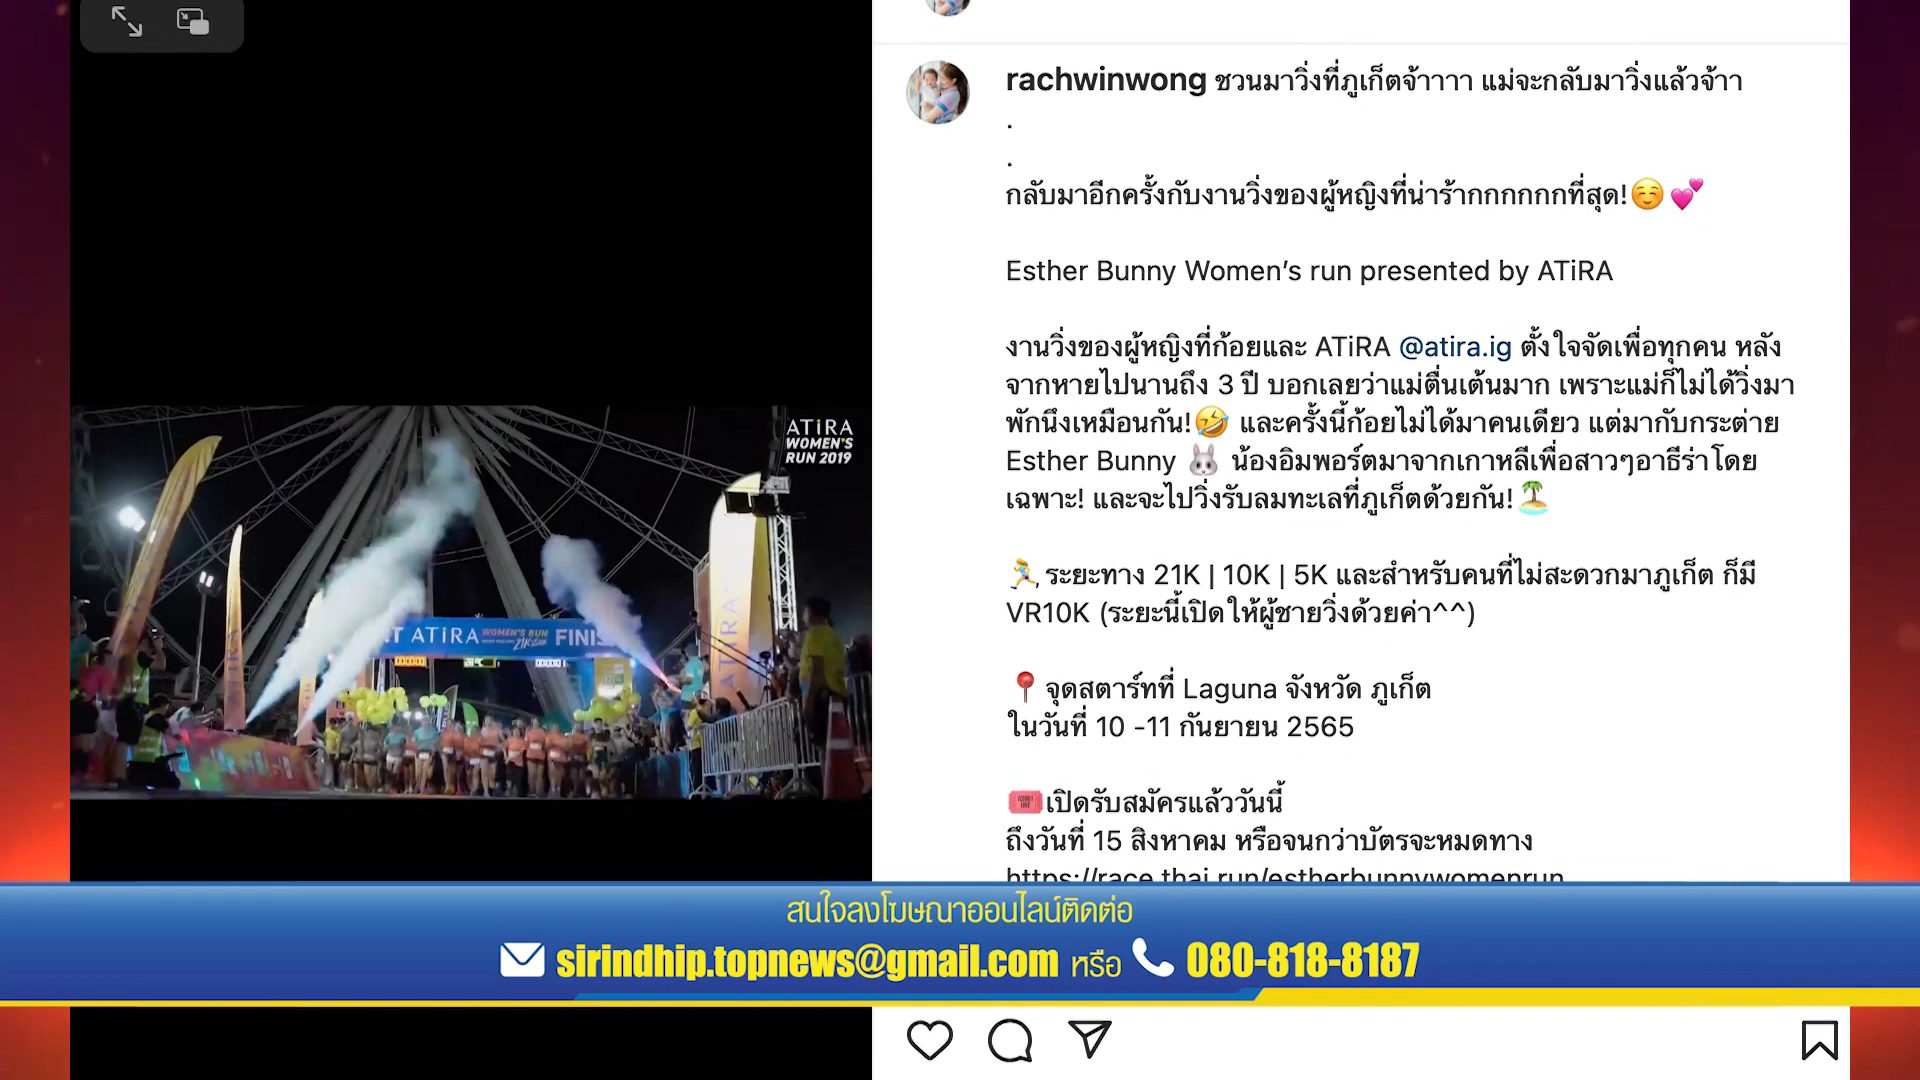 ATiRA
WOMEN'S
RUN 2019
ATiRA WOMEN'S RUN FINIS
21K
ATiRA
rachwinwong ชวนมาวิ่งที่ภูเก็ตจ้าาาา แม่จะกลับมาวิ่งแล้วจ้าา
.
.
กลับมาอีกครั้งกับงานวิ่งของผู้หญิงที่น่าร้ากกกกกกที่สุด!☺️💕
Esther Bunny Women’s run presented by ATiRA
งานวิ่งของผู้หญิงที่ก้อยและ ATiRA @atira.ig ตั้งใจจัดเพื่อทุกคน หลัง
จากหายไปนานถึง 3 ปี บอกเลยว่าแม่ตื่นเต้นมาก เพราะแม่ก็ไม่ได้วิ่งมา
พักนึงเหมือนกัน!🤣 และครั้งนี้ก้อยไม่ได้มาคนเดียว แต่มากับกระต่าย
Esther Bunny 🐰 น้องอิมพอร์ตมาจากเกาหลีเพื่อสาวๆอาธีร่าโดย
เฉพาะ! และจะไปวิ่งรับลมทะเลที่ภูเก็ตด้วยกัน!🏝
🏃‍♀️ระยะทาง 21K | 10K | 5K และสำหรับคนที่ไม่สะดวกมาภูเก็ต ก็มี
VR10K (ระยะนี้เปิดให้ผู้ชายวิ่งด้วยค่า^^)
📍จุดสตาร์ทที่ Laguna จังหวัด ภูเก็ต
ในวันที่ 10 -11 กันยายน 2565
🎟เปิดรับสมัครแล้ววันนี้
ถึงวันที่ 15 สิงหาคม หรือจนกว่าบัตรจะหมดทาง
https://race.thai.run/estherbunnywomenrun
สนใจลงโฆษณาออนไลน์ติดต่อ
sirindhip.topnews@gmail.com หรือ 080-818-8187